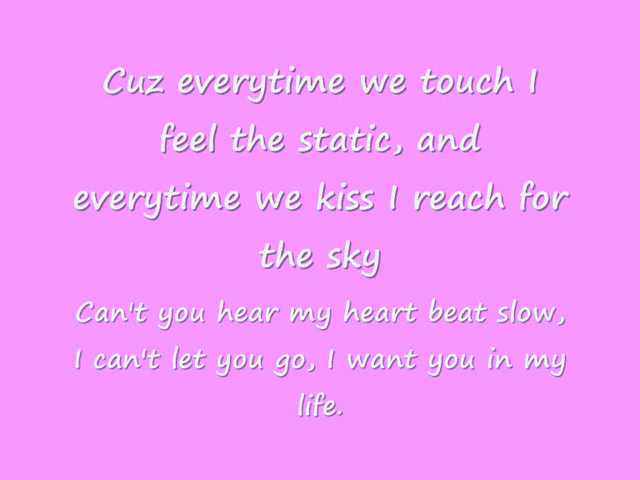 Cuz everytime we touch I
feel the static, and
everytime we kiss I reach for
the sky
Can't you hear my heart beat slow,
I can't let you go, I want you in my
life.